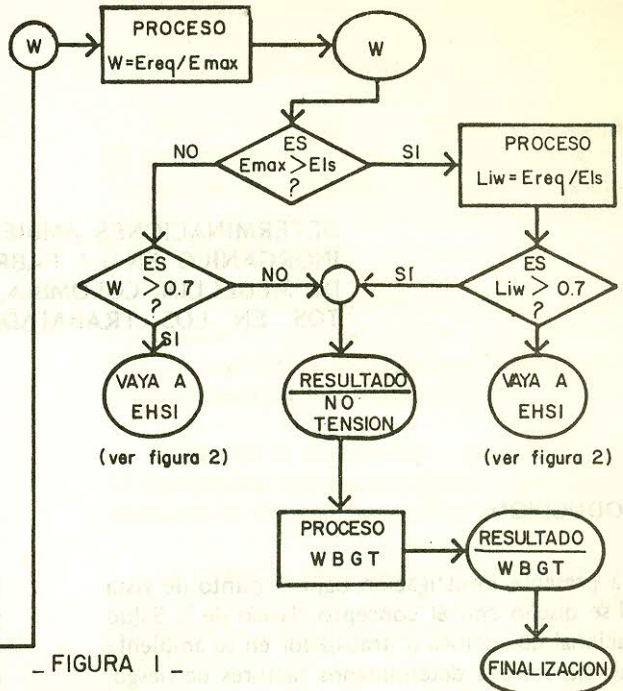 W
PROCESO
W=Ereq/Emax
W
ES
Emax>Els
?
NO
SI
PROCESO
Liw=Ereq/Els
ES
W > 0.7
?
NO
SI
SI
ES
Liw > 0.7
?
VAYA A
EHSI
(ver figura 2)
RESULTADO
NO
TENSION
VAYA A
EHSI
(ver figura 2)
PROCESO
WBGT
RESULTADO
WBGT
FINALIZACION
_ FIGURA I _